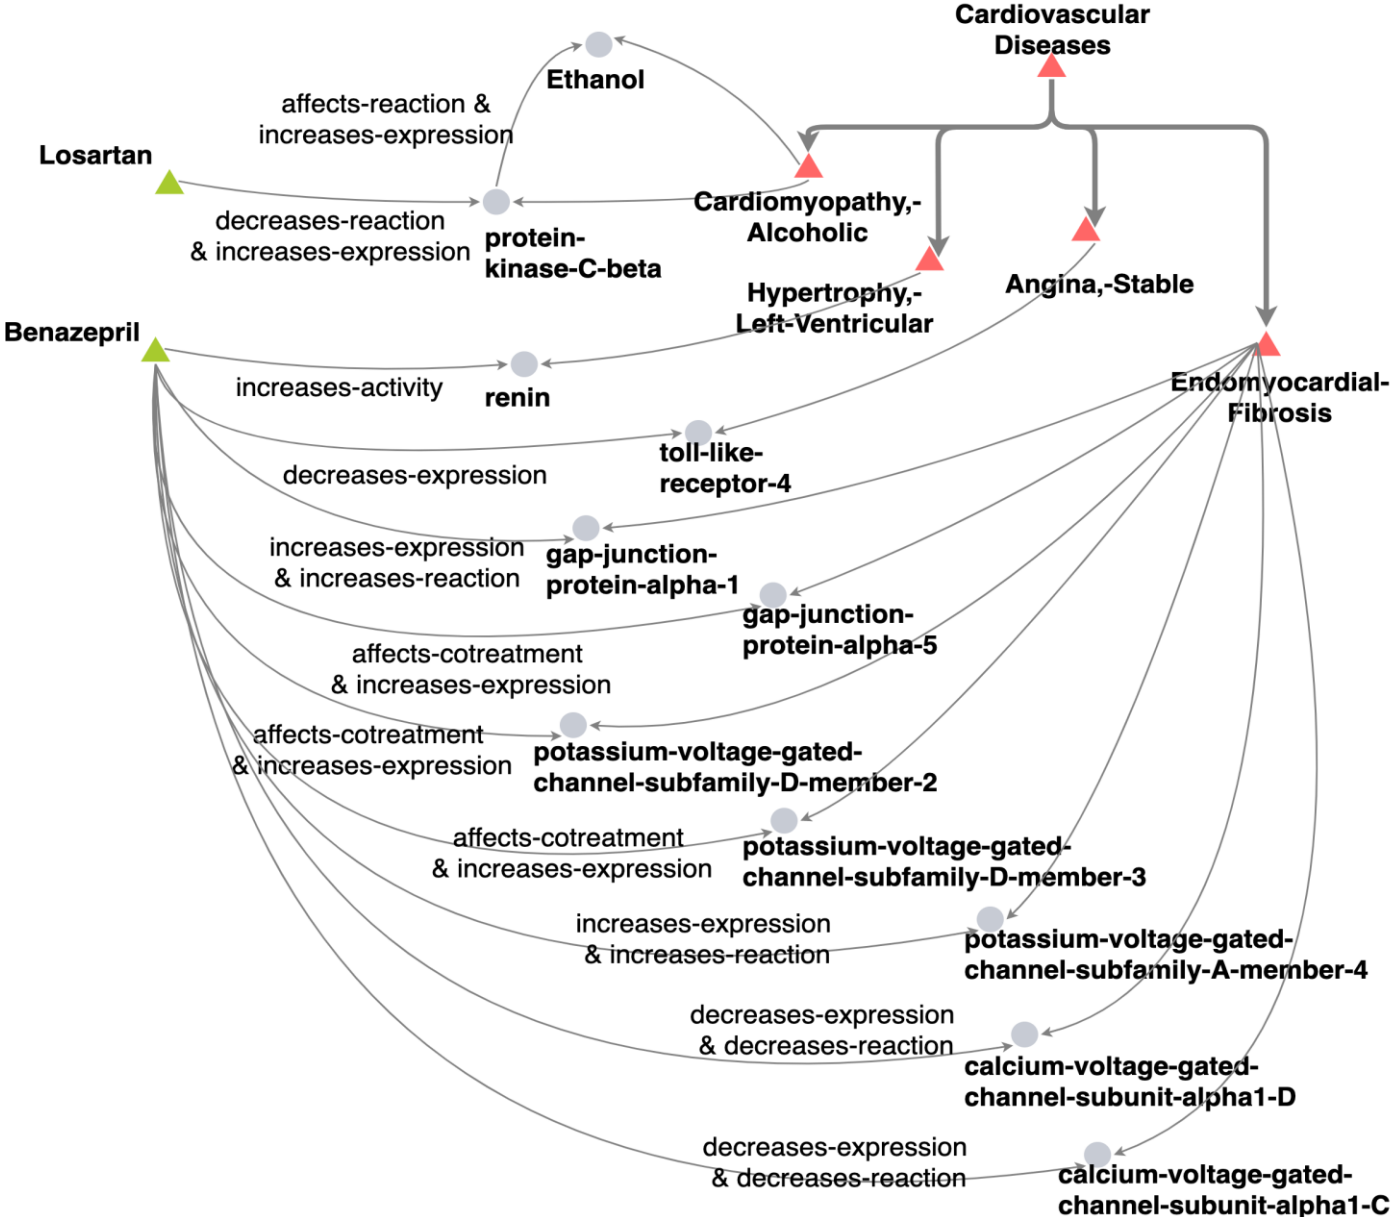 Cardiovascular
Diseases
Ethanol
affects-reaction &
increases-expression
Losartan
decreases-reaction
& increases-expression
protein-
kinase-C-beta
Cardiomyopathy,-
Alcoholic
Hypertrophy,-
Left-Ventricular
Angina,-Stable
Benazepril
increases-activity
renin
Endomyocardial-
Fibrosis
toll-like-
receptor-4
decreases-expression
increases-expression
& increases-reaction
gap-junction-
protein-alpha-1
gap-junction-
protein-alpha-5
affects-cotreatment
& increases-expression
affects-cotreatment
& increases-expression
potassium-voltage-gated-
channel-subfamily-D-member-2
affects-cotreatment
& increases-expression
potassium-voltage-gated-
channel-subfamily-D-member-3
increases-expression
& increases-reaction
potassium-voltage-gated-
channel-subfamily-A-member-4
decreases-expression
& decreases-reaction
calcium-voltage-gated-
channel-subunit-alpha1-D
decreases-expression
& decreases-reaction
calcium-voltage-gated-
channel-subunit-alpha1-C